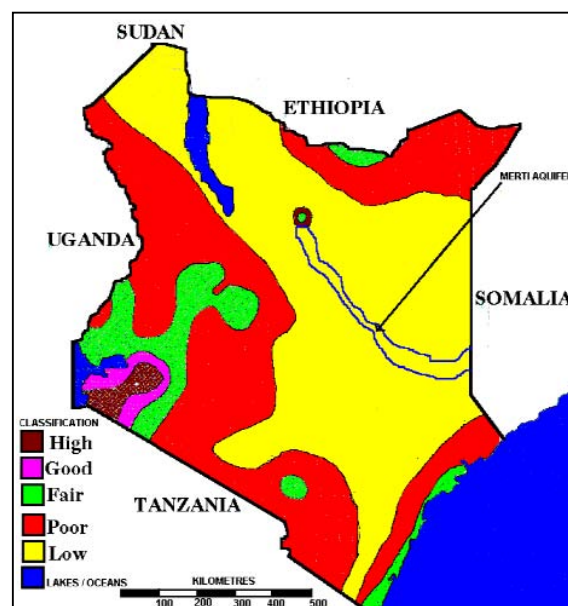 SUDAN
ETHIOPIA
MERTI AQUIFER
UGANDA
SOMALIA
CLASSIFICATION
High
Good
Fair
Poor
Low
LAKES / OCEANS
TANZANIA
KILOMETRES
100 200 300 400 500